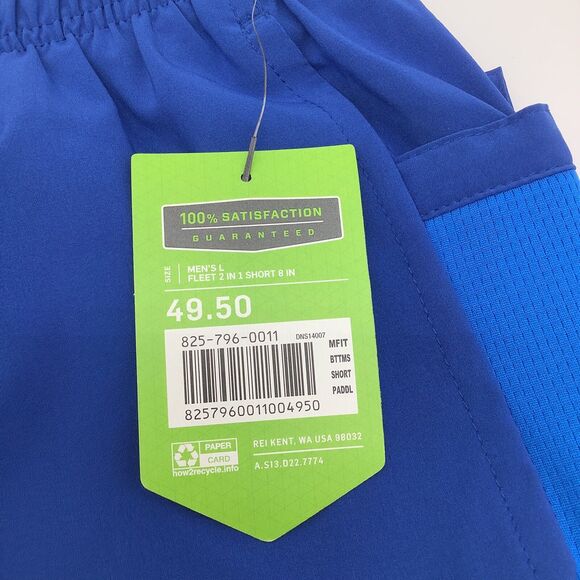 100% SATISFACTION
GUARANTEED
SIZE
MEN'S L
FLEET 2 IN 1 SHORT 8 IN
49.50
825-796-0011 DNS14007
MFIT
BTTMS
SHORT
PADDL
8257960011004950
PAPER
CARD
how2recycle.info
REI KENT, WA USA 98032
A.S13.D22.7774